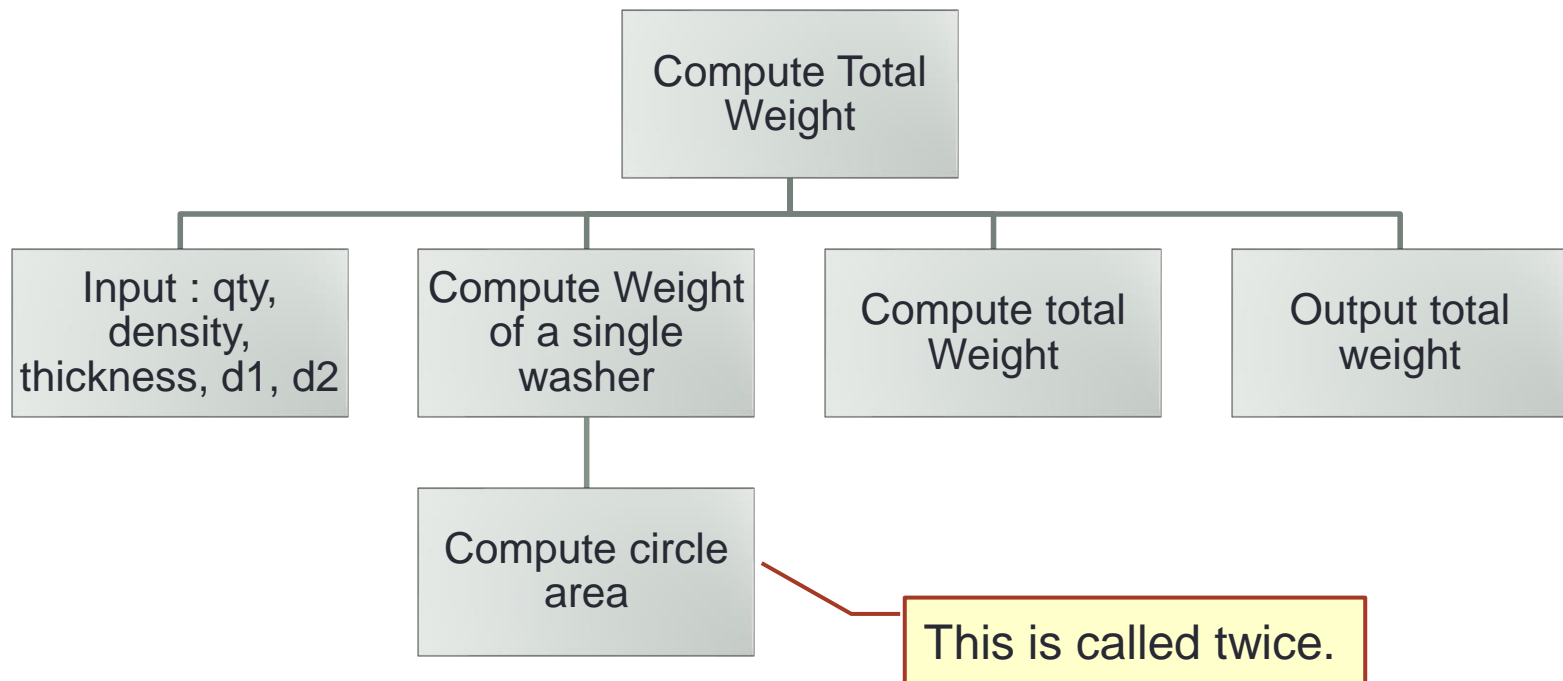 Compute Total
Weight
Input : qty,
density,
thickness, d1, d2
Compute Weight
of a single
washer
Compute total
Weight
Output total
weight
Compute circle
area
This is called twice.